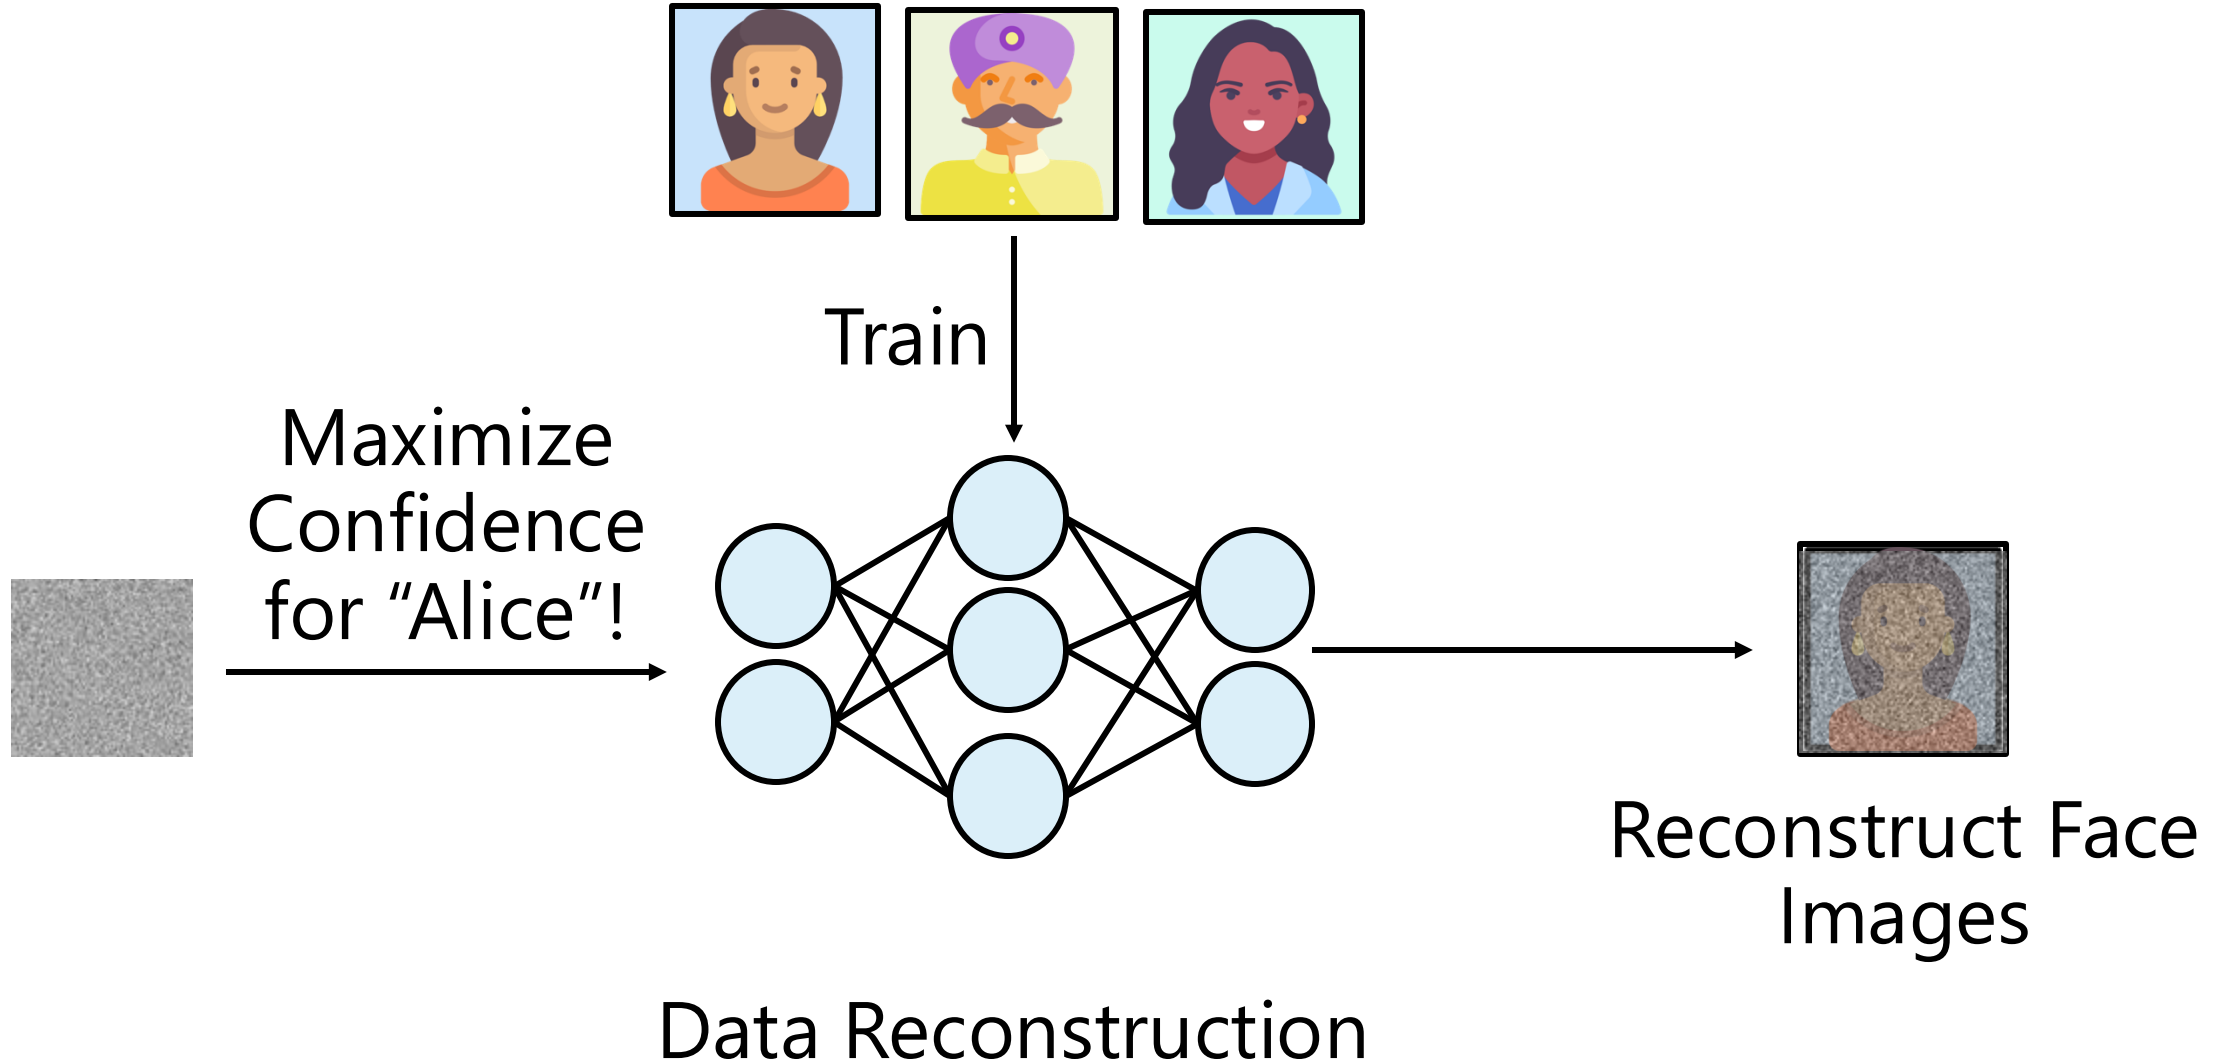 Train
Maximize
Confidence
for “Alice”!
Reconstruct Face
Images
Data Reconstruction